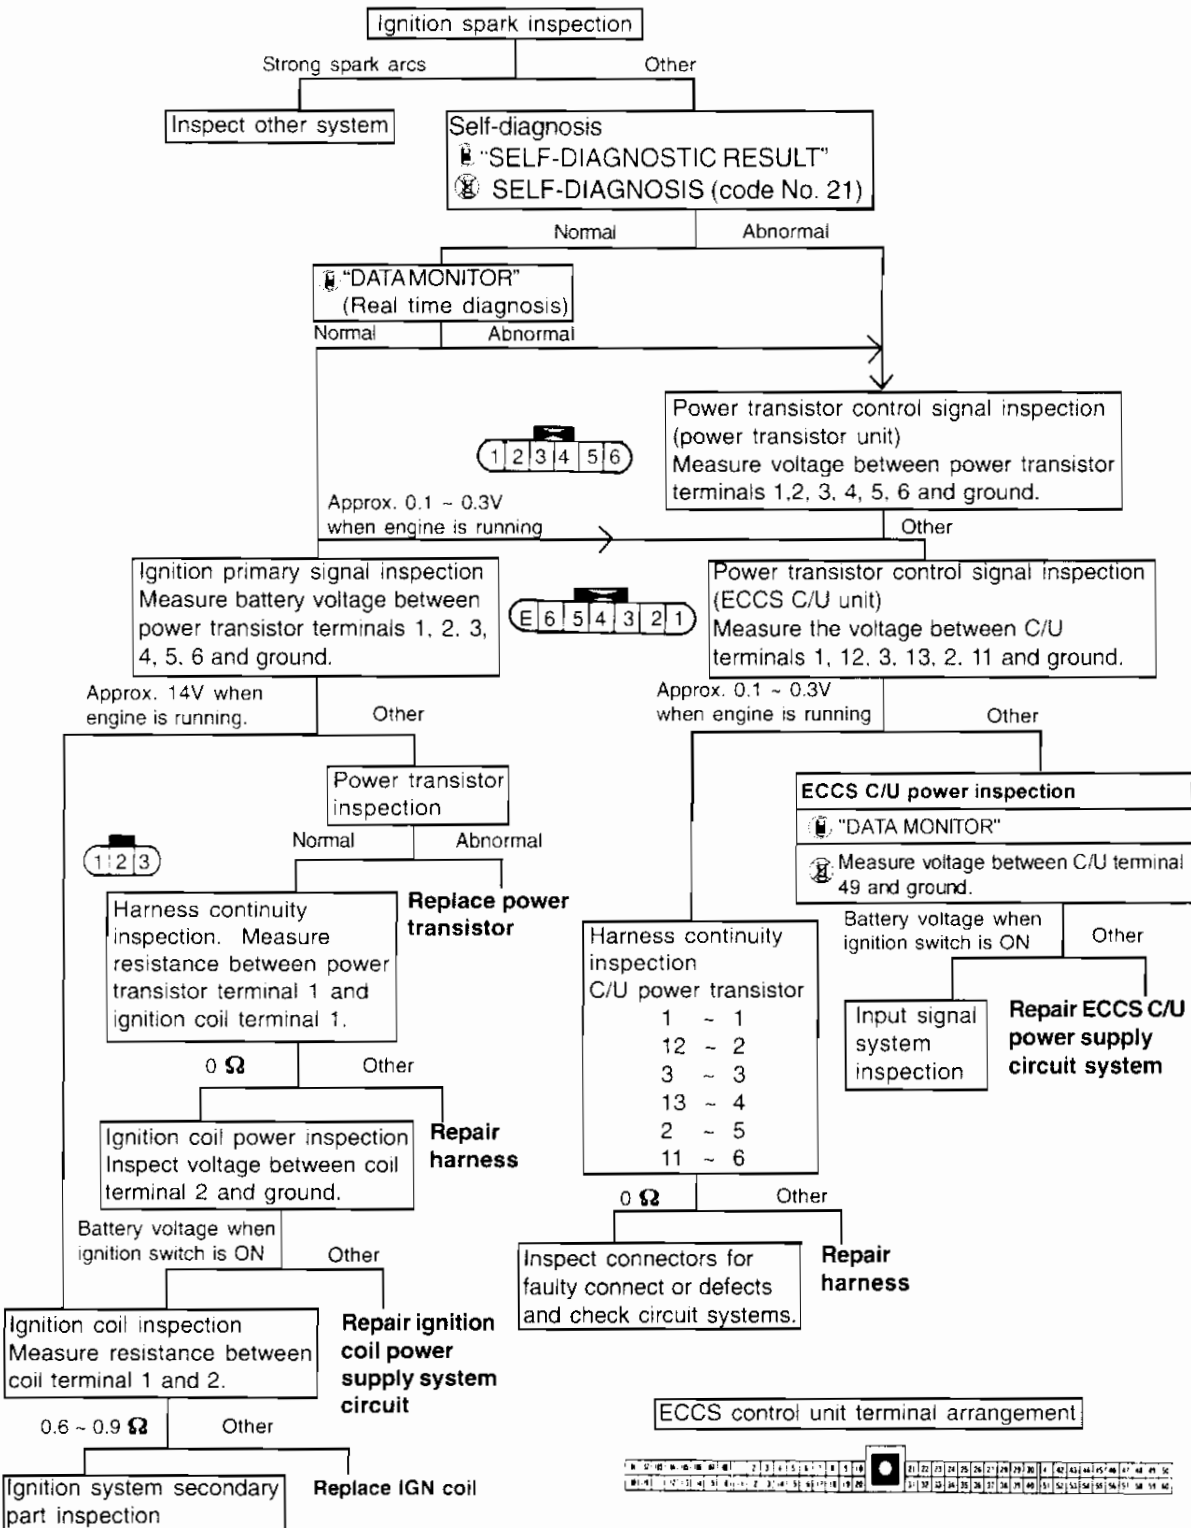 Ignition spark inspection
Strong spark arcs
Other
Inspect other system
Self-diagnosis
"SELF-DIAGNOSTIC RESULT"
SELF-DIAGNOSIS (code No. 21)
Normal
Abnormal
"DATAMONITOR"
(Real time diagnosis)
Normal
Abnormal
Power transistor control signal inspection
(power transistor unit)
Measure voltage between power transistor
terminals 1,2, 3, 4, 5, 6 and ground.
1 2 3 4 5 6
Approx. 0.1 ~ 0.3V
when engine is running
Other
Ignition primary signal inspection
Measure battery voltage between
power transistor terminals 1, 2. 3,
4, 5. 6 and ground.
E 6 5 4 3 2 1
Power transistor control signal inspection
(ECCS C/U unit)
Measure the voltage between C/U
terminals 1, 12, 3. 13, 2. 11 and ground.
Approx. 14V when
engine is running.
Other
Approx. 0.1 ~ 0.3V
when engine is running
Other
Power transistor
inspection
Normal
Abnormal
1 2 3
Replace power
transistor
Harness continuity
inspection. Measure
resistance between power
transistor terminal 1 and
ignition coil terminal 1.
0 Ω
Other
Ignition coil power inspection
Inspect voltage between coil
terminal 2 and ground.
Repair
harness
Battery voltage when
ignition switch is ON
Other
Ignition coil inspection
Measure resistance between
coil terminal 1 and 2.
Repair ignition
coil power
supply system
circuit
0.6 ~ 0.9 Ω
Other
Ignition system secondary
part inspection
Replace IGN coil
ECCS C/U power inspection
"DATA MONITOR"
Measure voltage between C/U terminal
49 and ground.
Battery voltage when
ignition switch is ON
Other
Input signal
system
inspection
Repair ECCS C/U
power supply
circuit system
Harness continuity
inspection
C/U power transistor
1 ~ 1
12 ~ 2
3 ~ 3
13 ~ 4
2 ~ 5
11 ~ 6
0 Ω
Other
Inspect connectors for
faulty connect or defects
and check circuit systems.
Repair
harness
ECCS control unit terminal arrangement